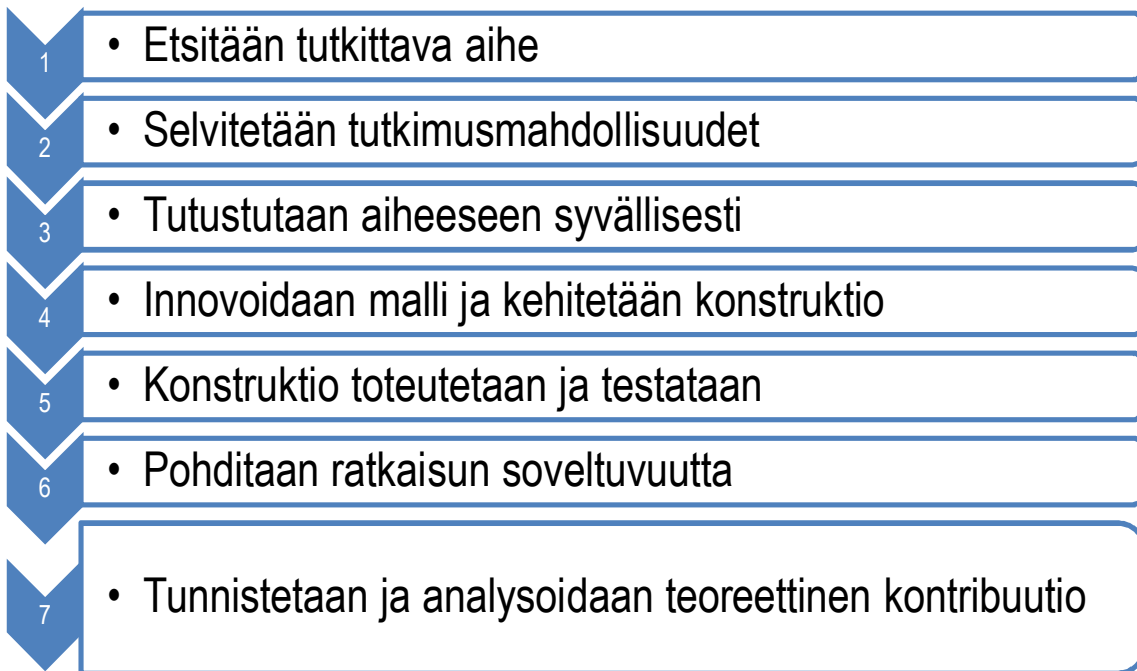 1 • Etsitään tutkittava aihe
2 • Selvitetään tutkimusmahdollisuudet
3 • Tutustutaan aiheeseen syvällisesti
4 • Innovoidaan malli ja kehitetään konstruktio
5 • Konstruktio toteutetaan ja testataan
6 • Pohditaan ratkaisun soveltuvuutta
7 • Tunnistetaan ja analysoidaan teoreettinen kontribuutio